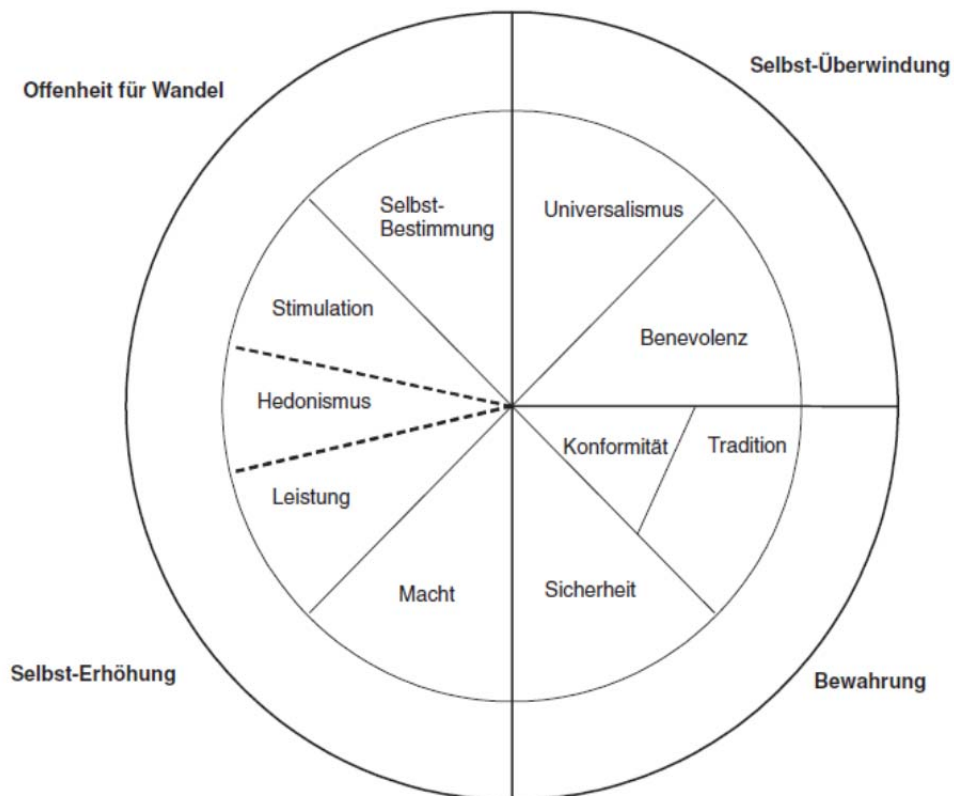 Selbst-Überwindung
Offenheit für Wandel
Selbst-
Bestimmung
Universalismus
Stimulation
Benevolenz
Hedonismus
Konformität
Tradition
Leistung
Macht
Sicherheit
Selbst-Erhöhung
Bewahrung